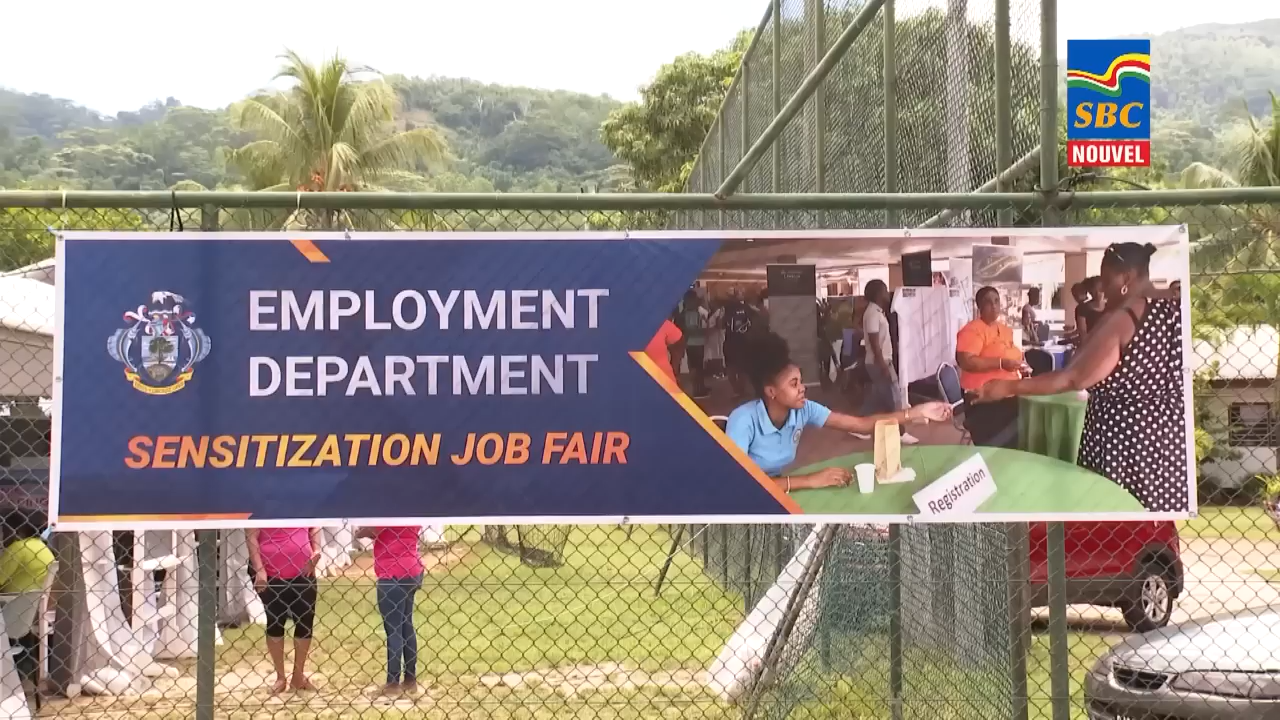 SBC
NOUVEL
EMPLOYMENT
DEPARTMENT
SENSITIZATION JOB FAIR
Registration